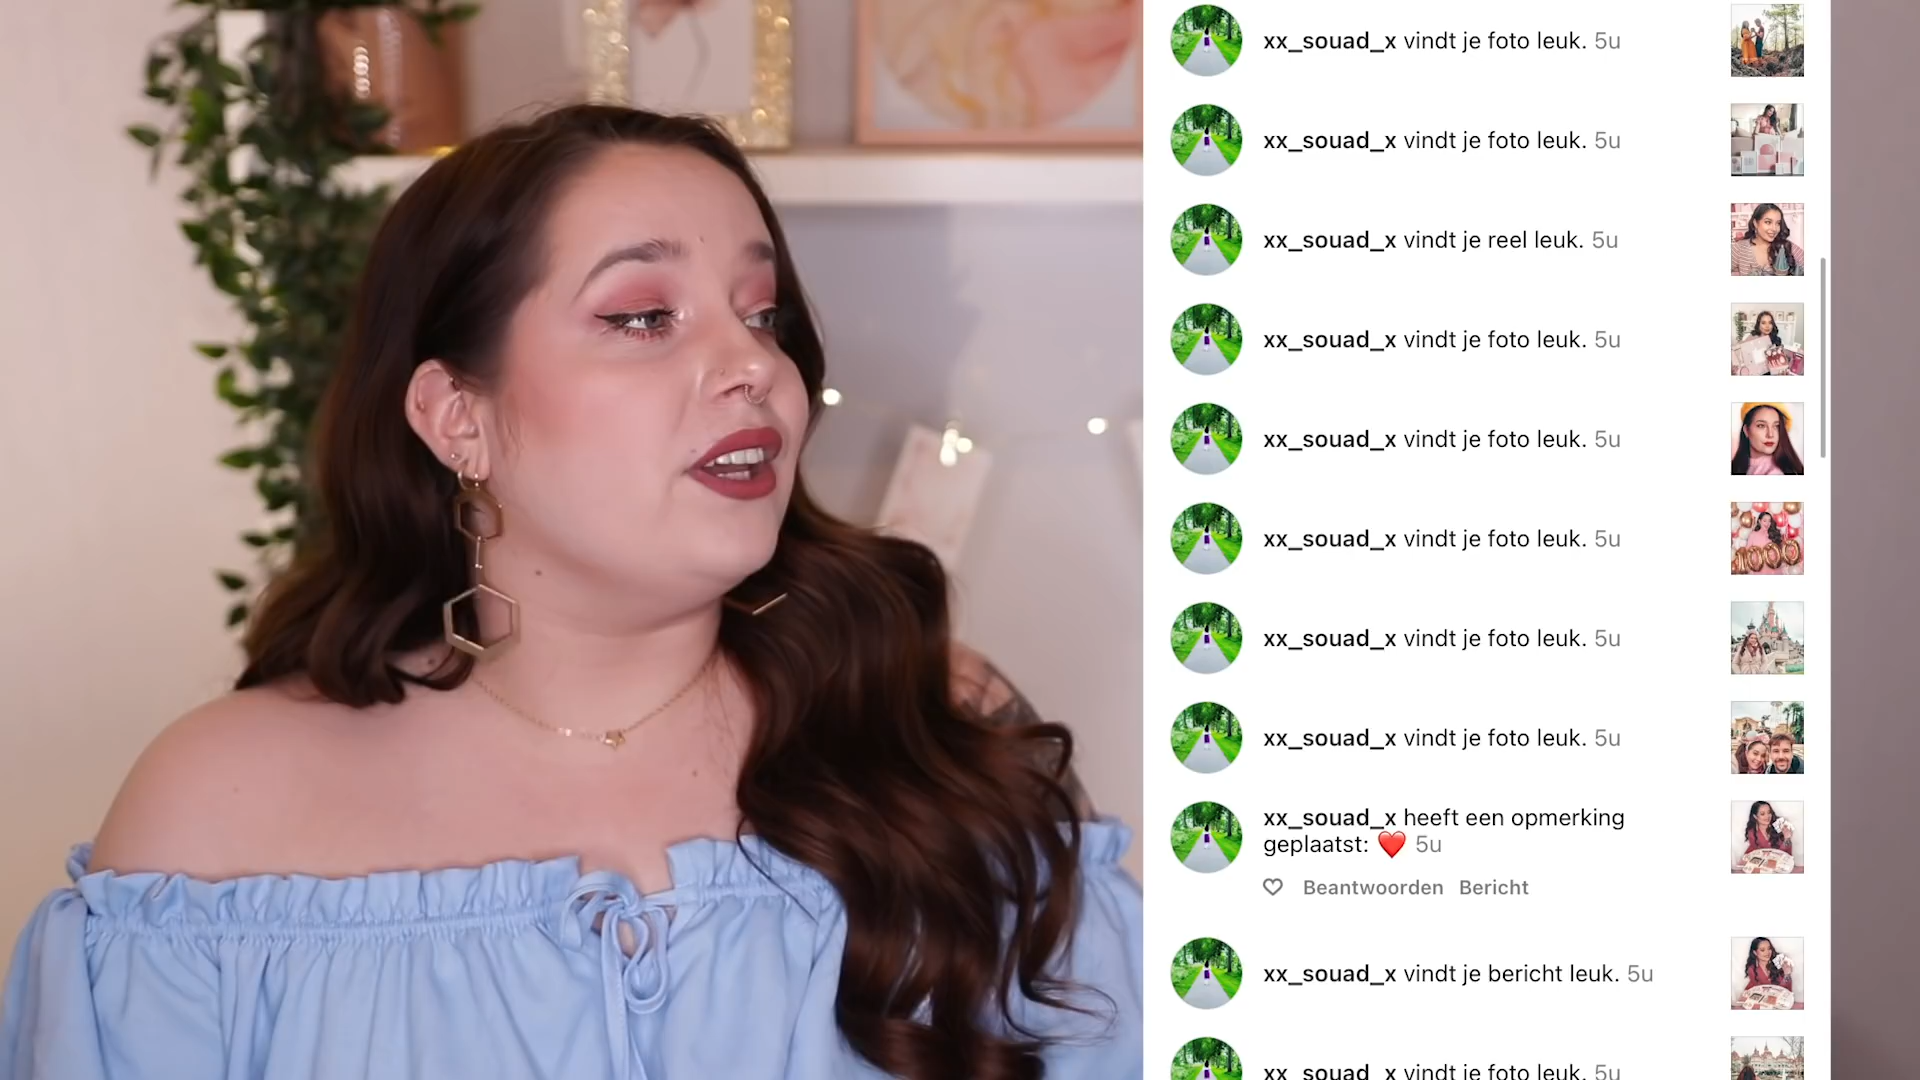 xx_souad_x vindt je foto leuk. 5u
xx_souad_x vindt je foto leuk. 5u
xx_souad_x vindt je reel leuk. 5u
xx_souad_x vindt je foto leuk. 5u
xx_souad_x vindt je foto leuk. 5u
xx_souad_x vindt je foto leuk. 5u
xx_souad_x vindt je foto leuk. 5u
xx_souad_x vindt je foto leuk. 5u
xx_souad_x heeft een opmerking
geplaatst: ❤️ 5u
Beantwoorden Bericht
xx_souad_x vindt je bericht leuk. 5u
xx_souad_x vindt je foto leuk. 5u
1000